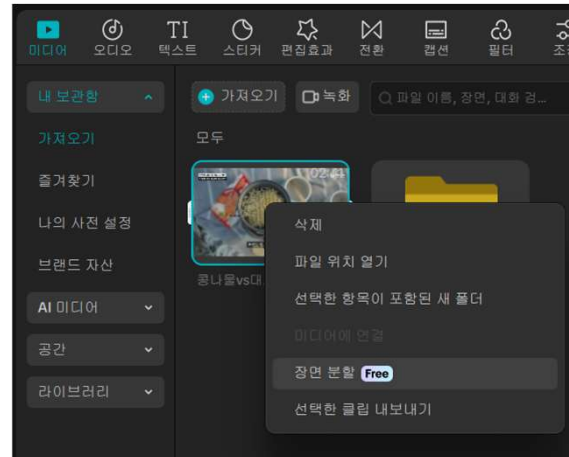 미디어
오디오
TI
텍스트
스티커
편집효과
전환
캡션
필터
내 보관함
가져오기
녹화
파일 이름, 장면, 대화 검...
가져오기
모두
즐겨찾기
02:44
나의 사전 설정
브랜드 자산
콩나물vs대
AI 미디어
공간
라이브러리
삭제
파일 위치 열기
선택한 항목이 포함된 새 폴더
미디어에 연결
장면 분할 Free
선택한 클립 내보내기